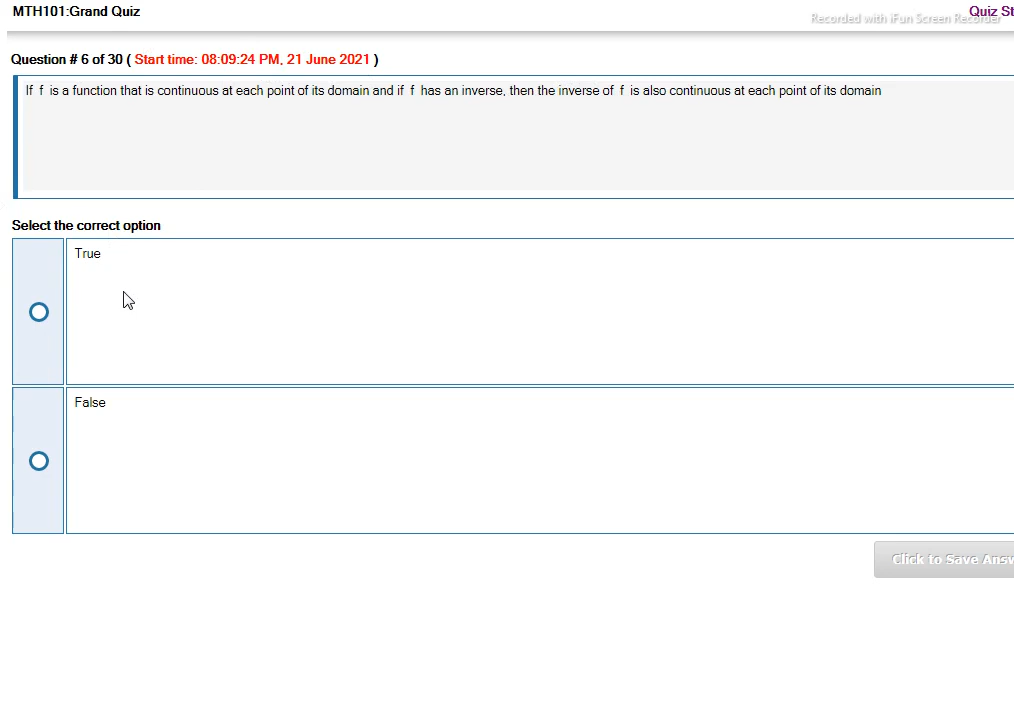 MTH101:Grand Quiz
Quiz St
Recorded with iFun Screen Recorder
Question # 6 of 30 ( Start time: 08:09:24 PM, 21 June 2021 )
If f is a function that is continuous at each point of its domain and if f has an inverse, then the inverse of f is also continuous at each point of its domain
Select the correct option
True
False
Click to Save Answ